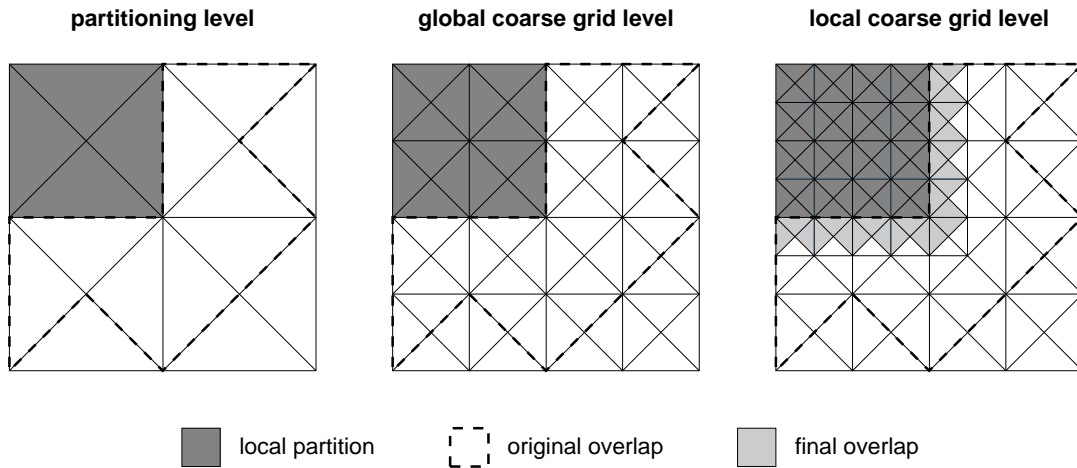 partitioning level
global coarse grid level
local coarse grid level
local partition
original overlap
final overlap